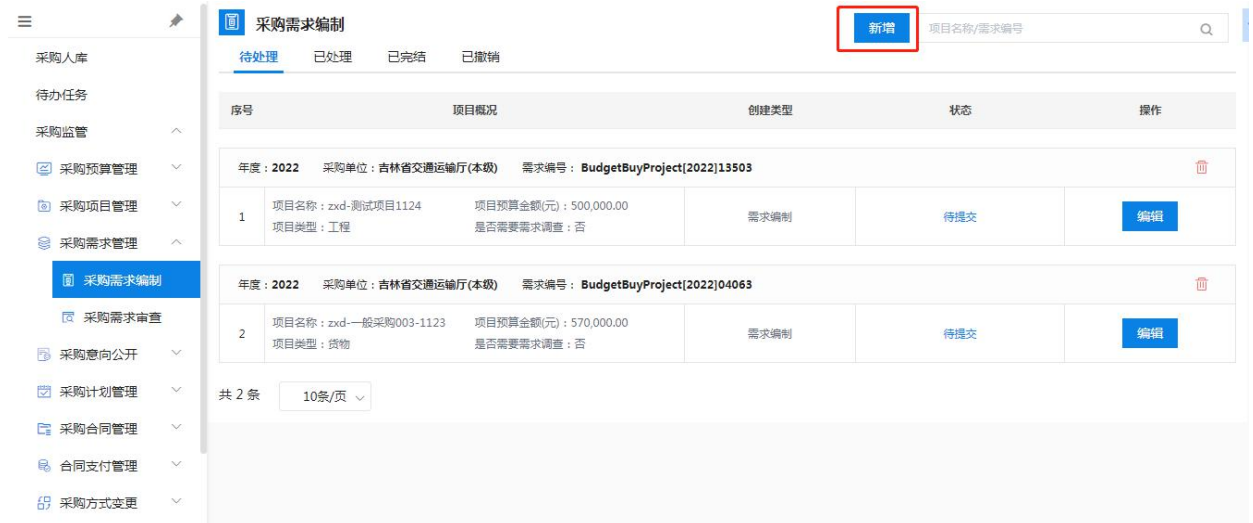 采购人库
待办任务
采购监管
采购预算管理
采购项目管理
采购需求管理
采购需求编制
采购需求审查
采购意向公开
采购计划管理
采购合同管理
合同支付管理
采购方式变更
采购需求编制
新增 项目名称/需求编号
待处理 已处理 已完结 已撤销
序号 项目概况 创建类型 状态 操作
年度：2022 采购单位：吉林省交通运输厅(本级) 需求编号： BudgetBuyProject[2022]13503
项目名称：zxd-测试项目1124 项目预算金额(元)：500,000.00
1 需求编制 待提交 编辑
项目类型：工程 是否需要需求调查：否
年度：2022 采购单位：吉林省交通运输厅(本级) 需求编号： BudgetBuyProject[2022]04063
项目名称：zxd-一般采购003-1123 项目预算金额(元)：570,000.00
2 需求编制 待提交 编辑
项目类型：货物 是否需要需求调查：否
共 2 条 10条/页